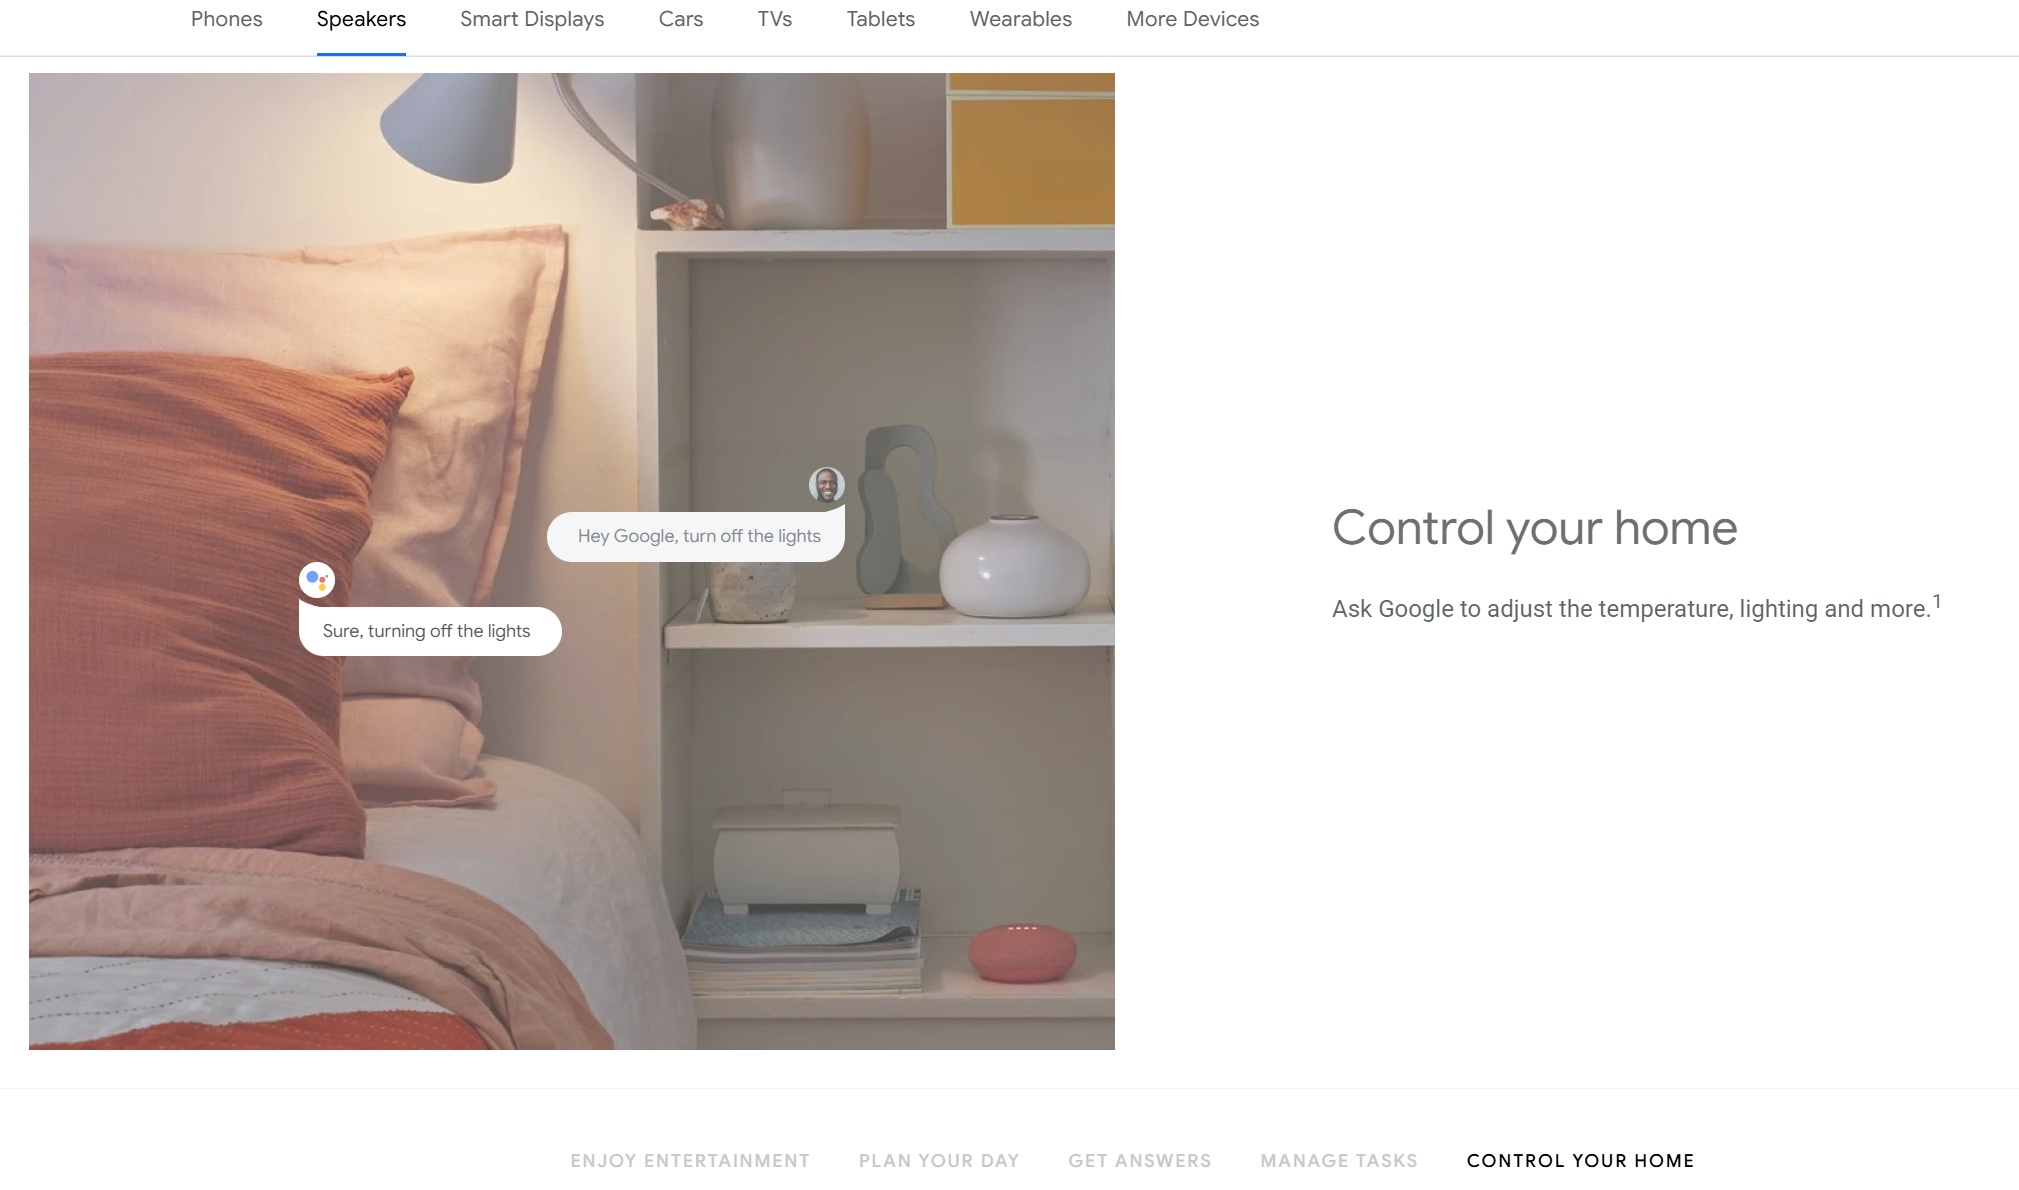 Phones Speakers Smart Displays Cars TVs Tablets Wearables More Devices
Hey Google, turn off the lights
Sure, turning off the lights
Control your home
Ask Google to adjust the temperature, lighting and more.1
ENJOY ENTERTAINMENT PLAN YOUR DAY GET ANSWERS MANAGE TASKS CONTROL YOUR HOME